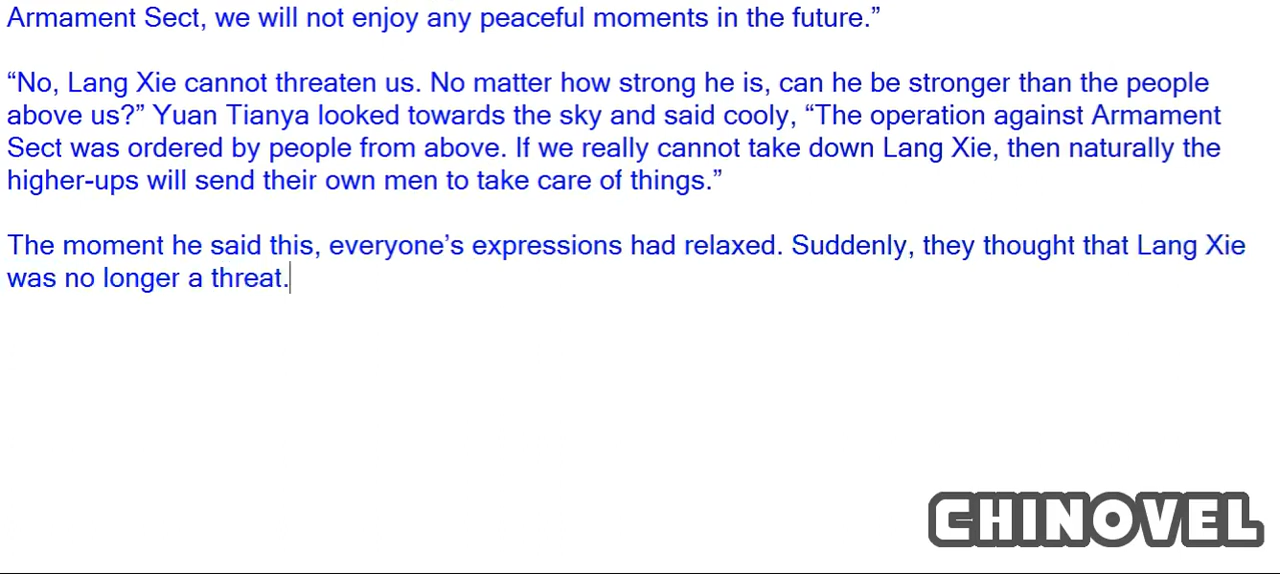 Armament Sect, we will not enjoy any peaceful moments in the future.”
“No, Lang Xie cannot threaten us. No matter how strong he is, can he be stronger than the people
above us?” Yuan Tianya looked towards the sky and said cooly, “The operation against Armament
Sect was ordered by people from above. If we really cannot take down Lang Xie, then naturally the
higher-ups will send their own men to take care of things.”
The moment he said this, everyone’s expressions had relaxed. Suddenly, they thought that Lang Xie
was no longer a threat.
CHINOVEL